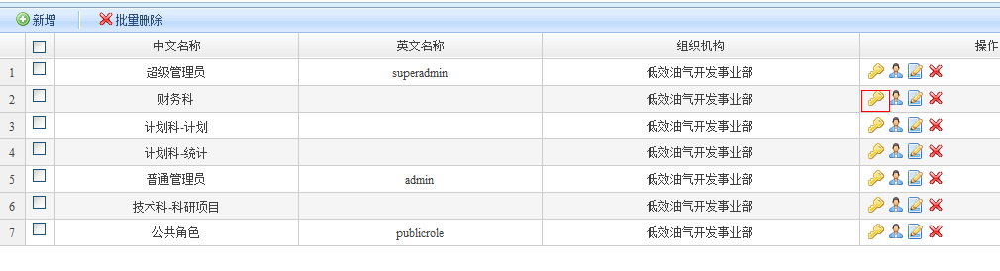 新增 批量删除
中文名称 英文名称 组织机构 操作
1 超级管理员 superadmin 低效油气开发事业部
2 财务科 低效油气开发事业部
3 计划科-计划 低效油气开发事业部
4 计划科-统计 低效油气开发事业部
5 普通管理员 admin 低效油气开发事业部
6 技术科-科研项目 低效油气开发事业部
7 公共角色 publicrole 低效油气开发事业部